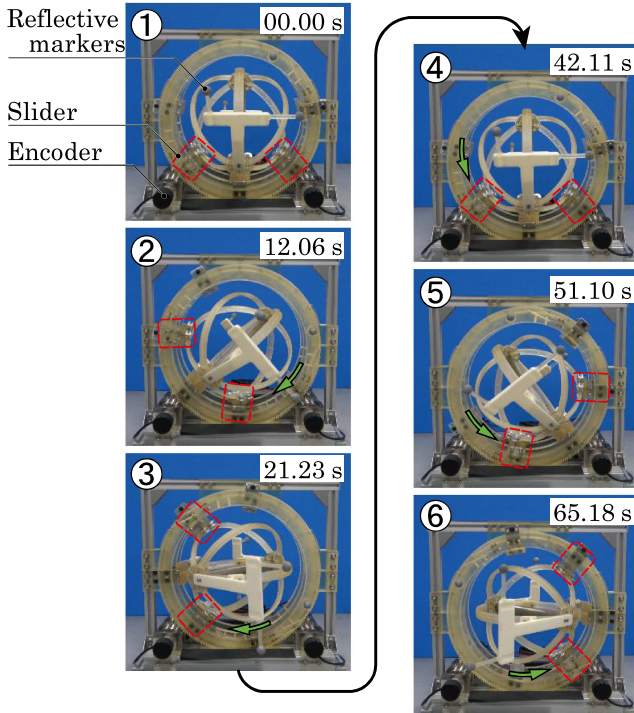 Reflective
markers
Slider
Encoder
① 00.00 s
② 12.06 s
③ 21.23 s
④ 42.11 s
⑤ 51.10 s
⑥ 65.18 s